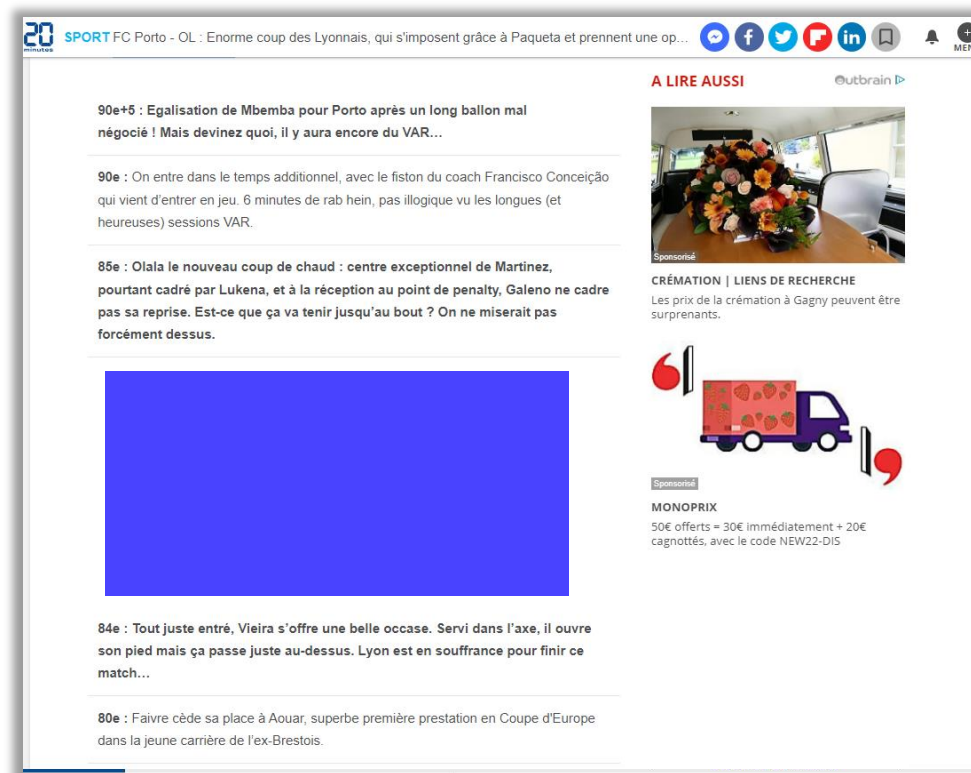 20
minutes
SPORT FC Porto - OL : Enorme coup des Lyonnais, qui s'imposent grâce à Paqueta et prennent une op...
MEN
90e+5 : Egalisation de Mbemba pour Porto après un long ballon mal
négocié ! Mais devinez quoi, il y aura encore du VAR…
90e : On entre dans le temps additionnel, avec le fiston du coach Francisco Conceição
qui vient d’entrer en jeu. 6 minutes de rab hein, pas illogique vu les longues (et
heureuses) sessions VAR.
85e : Olala le nouveau coup de chaud : centre exceptionnel de Martinez,
pourtant cadré par Lukena, et à la réception au point de penalty, Galeno ne cadre
pas sa reprise. Est-ce que ça va tenir jusqu’au bout ? On ne miserait pas
forcément dessus.
84e : Tout juste entré, Vieira s’offre une belle occase. Servi dans l’axe, il ouvre
son pied mais ça passe juste au-dessus. Lyon est en souffrance pour finir ce
match…
80e : Faivre cède sa place à Aouar, superbe première prestation en Coupe d'Europe
dans la jeune carrière de l’ex-Brestois.
A LIRE AUSSI
Outbrain
Sponsorisé
CRÉMATION | LIENS DE RECHERCHE
Les prix de la crémation à Gagny peuvent être
surprenants.
Sponsorisé
MONOPRIX
50€ offerts = 30€ immédiatement + 20€
cagnottés, avec le code NEW22-DIS